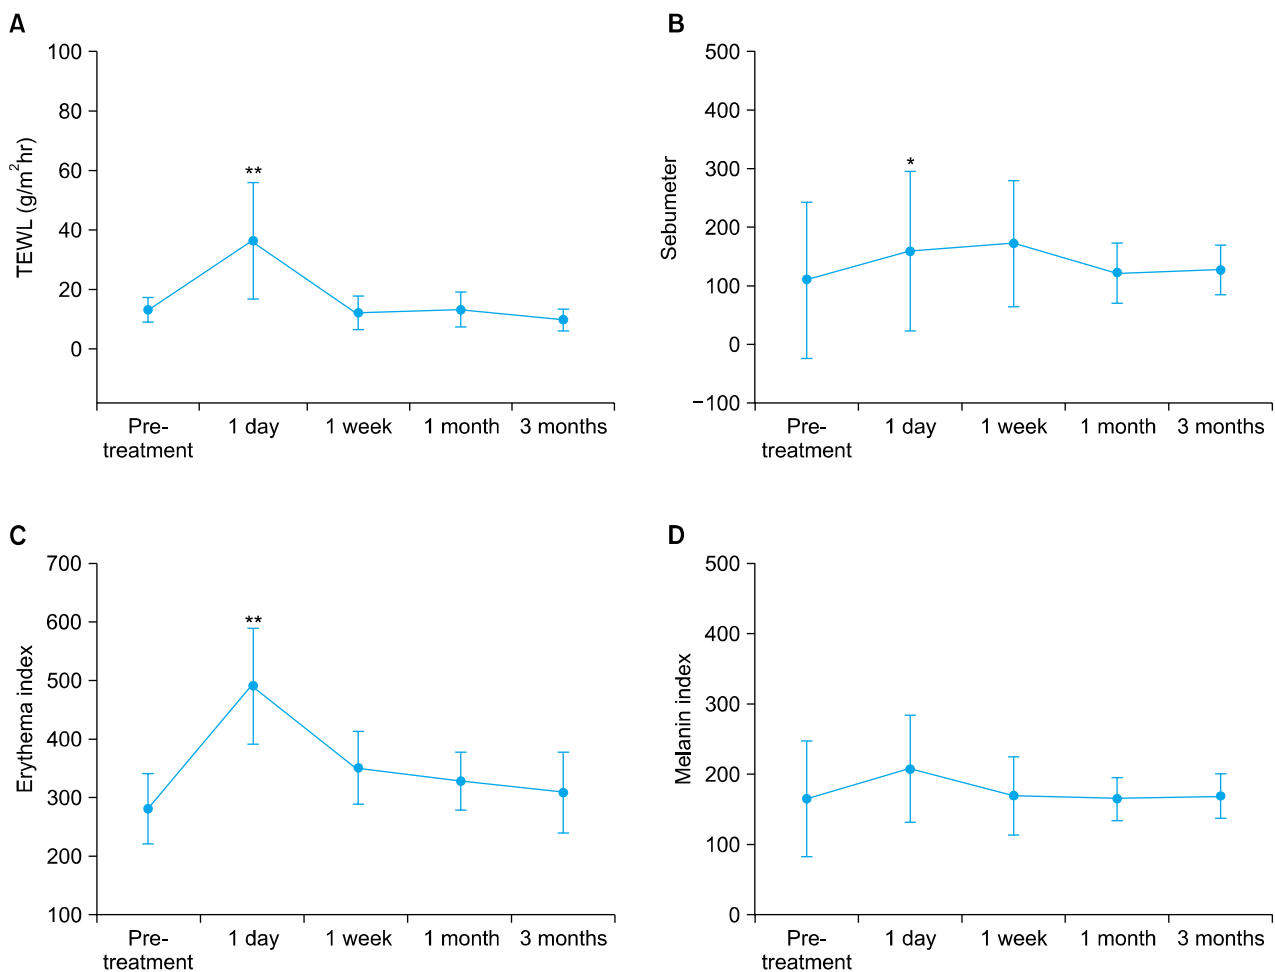 A
TEWL (g/m²hr)
100
80
60
40
20
0
**
Pre-
treatment
1 day
1 week
1 month
3 months
B
Sebumeter
500
400
300
200
100
0
−100
*
Pre-
treatment
1 day
1 week
1 month
3 months
C
Erythema index
700
600
500
400
300
200
100
**
Pre-
treatment
1 day
1 week
1 month
3 months
D
Melanin index
500
400
300
200
100
0
Pre-
treatment
1 day
1 week
1 month
3 months